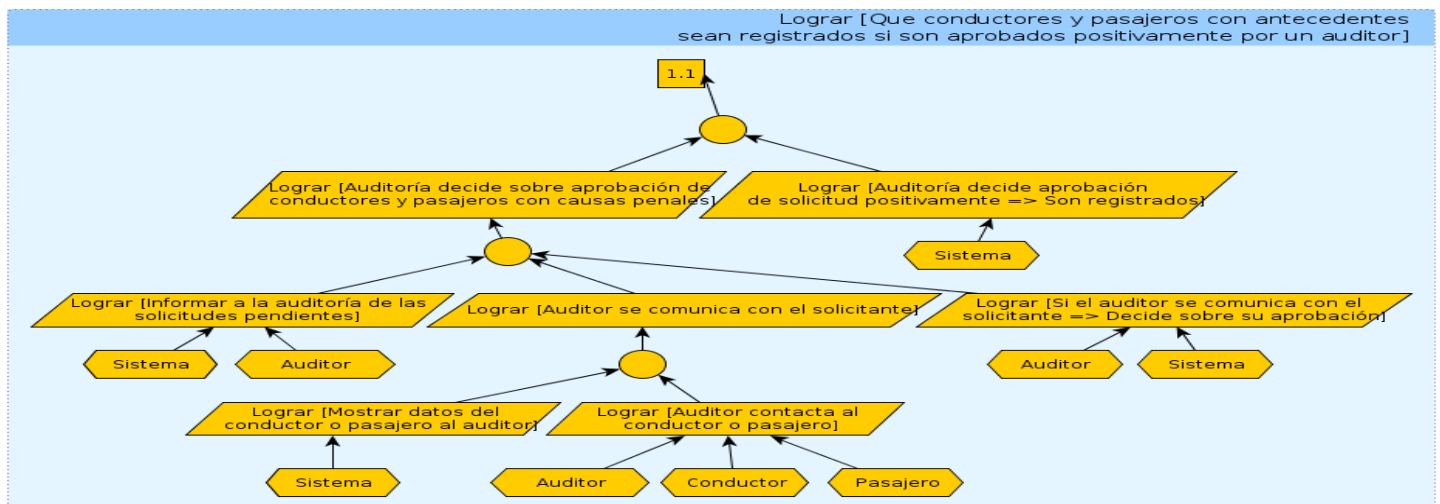 Lograr [Que conductores y pasajeros con antecedentes
sean registrados si son aprobados positivamente por un auditor]
1.1
Lograr [Auditoría decide sobre aprobación de
conductores y pasajeros con causas penales]
Lograr [Auditoría decide aprobación
de solicitud positivamente => Son registrados]
Sistema
Lograr [Informar a la auditoría de las
solicitudes pendientes]
Lograr [Auditor se comunica con el solicitante]
Lograr [Si el auditor se comunica con el
solicitante => Decide sobre su aprobación]
Sistema
Auditor
Auditor
Sistema
Lograr [Mostrar datos del
conductor o pasajero al auditor]
Lograr [Auditor contacta al
conductor o pasajero]
Sistema
Auditor
Conductor
Pasajero